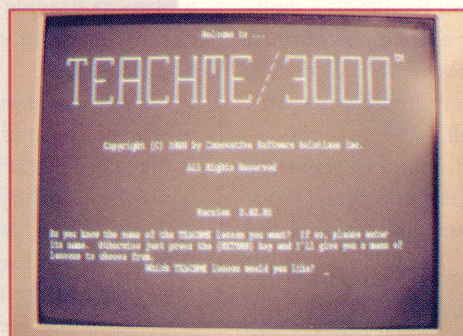 Welcome to ...
TEACHME/3000™
Copyright (C) by Innovative Software Solutions Inc.
All Rights Reserved
Version
Do you know the name of the TEACHME lesson you want? If so, please enter
its name. Otherwise just press the [RETURN] key and I'll give you a menu of
lessons to choose from.
Which TEACHME lesson would you like? _